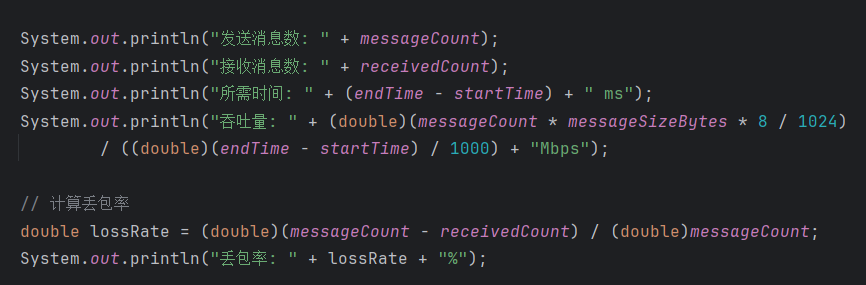 System.out.println("发送消息数: " + messageCount);
System.out.println("接收消息数: " + receivedCount);
System.out.println("所需时间: " + (endTime - startTime) + " ms");
System.out.println("吞吐量: " + (double)(messageCount * messageSizeBytes * 8 / 1024)
/ ((double)(endTime - startTime) / 1000) + "Mbps");
// 计算丢包率
double lossRate = (double)(messageCount - receivedCount) / (double)messageCount;
System.out.println("丢包率: " + lossRate + "%");